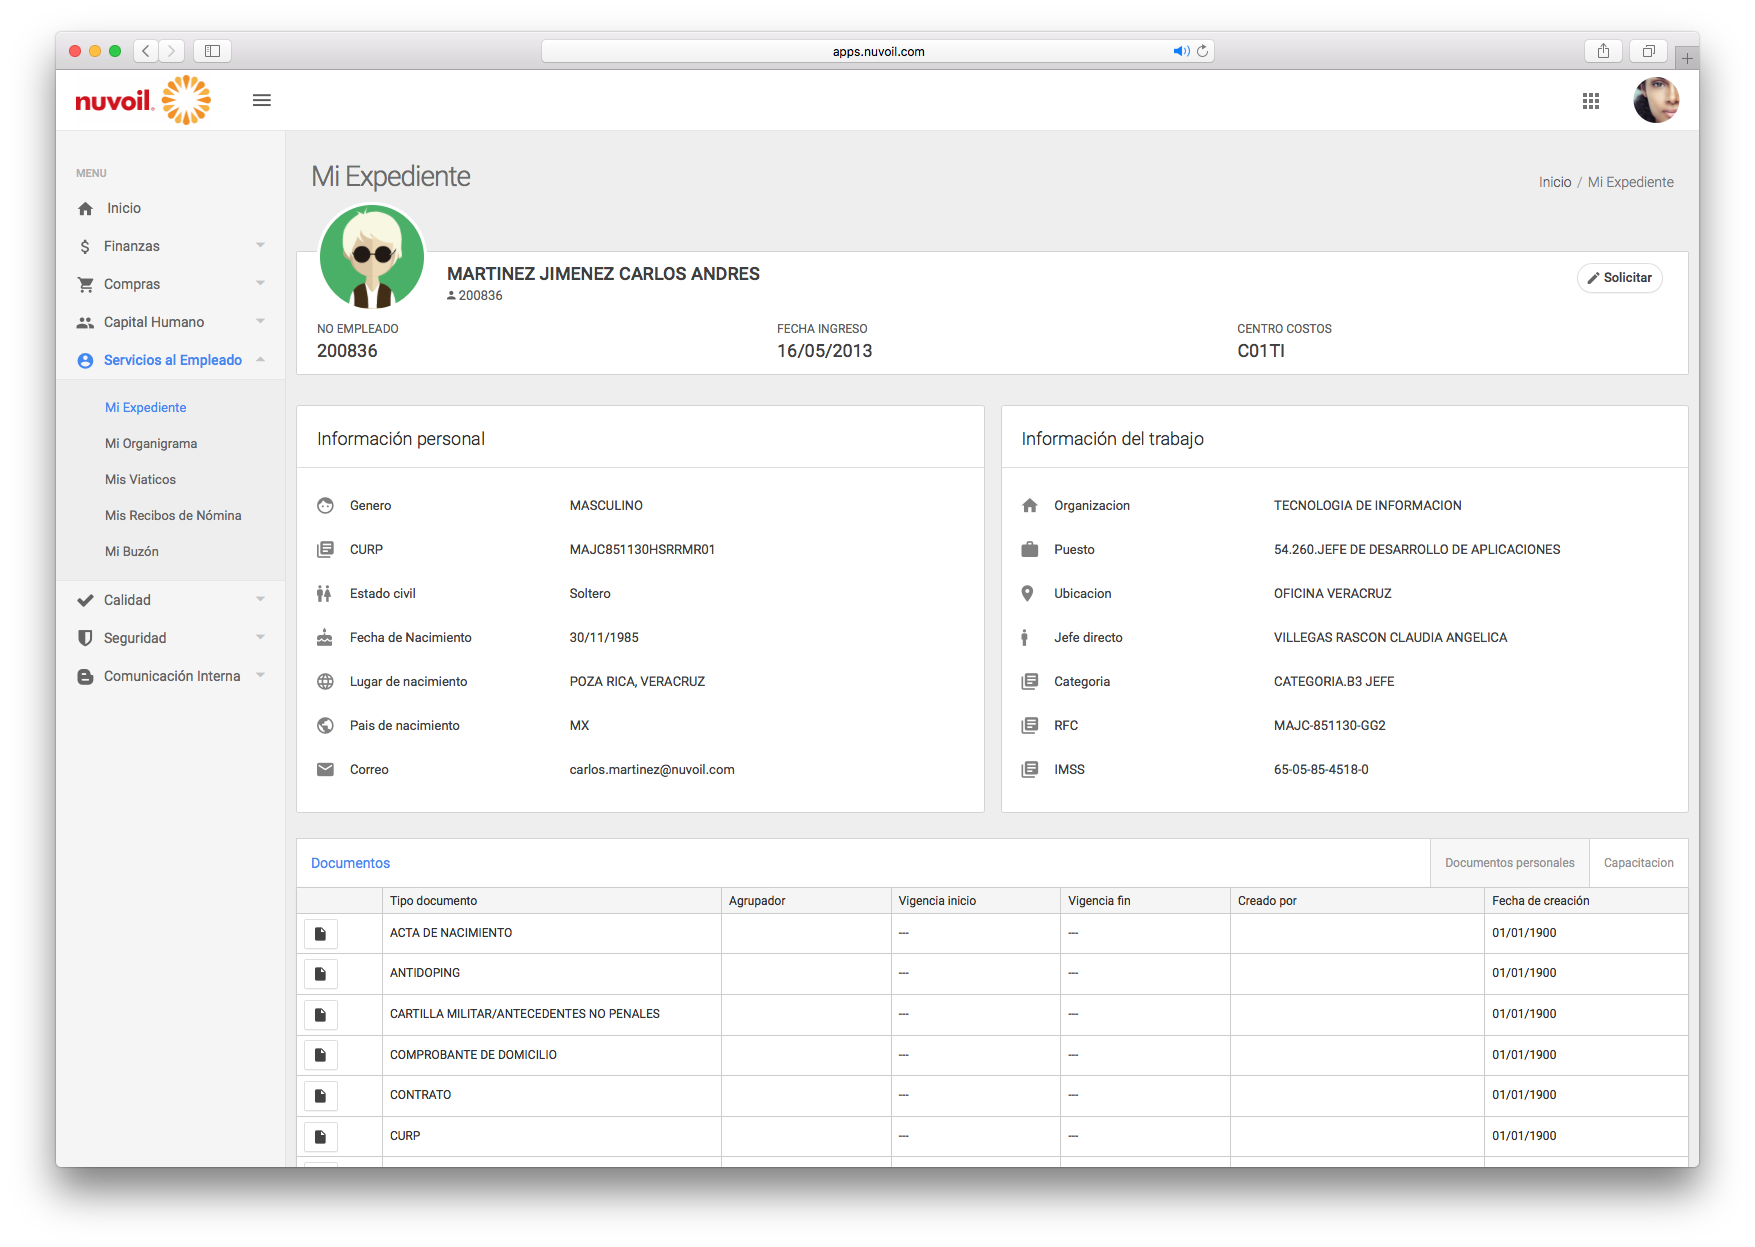 apps.nuvoil.com
nuvoil.
MENU
Inicio
Finanzas
Compras
Capital Humano
Servicios al Empleado
Mi Expediente
Mi Organigrama
Mis Viaticos
Mis Recibos de Nómina
Mi Buzón
Calidad
Seguridad
Comunicación Interna
Mi Expediente
Inicio / Mi Expediente
MARTINEZ JIMENEZ CARLOS ANDRES
200836
Solicitar
NO EMPLEADO
200836
FECHA INGRESO
16/05/2013
CENTRO COSTOS
C01TI
Información personal
Genero MASCULINO
CURP MAJC851130HSRRMR01
Estado civil Soltero
Fecha de Nacimiento 30/11/1985
Lugar de nacimiento POZA RICA, VERACRUZ
Pais de nacimiento MX
Correo carlos.martinez@nuvoil.com
Información del trabajo
Organizacion TECNOLOGIA DE INFORMACION
Puesto 54.260.JEFE DE DESARROLLO DE APLICACIONES
Ubicacion OFICINA VERACRUZ
Jefe directo VILLEGAS RASCON CLAUDIA ANGELICA
Categoria CATEGORIA.B3 JEFE
RFC MAJC-851130-GG2
IMSS 65-05-85-4518-0
Documentos
Documentos personales Capacitacion
Tipo documento Agrupador Vigencia inicio Vigencia fin Creado por Fecha de creación
ACTA DE NACIMIENTO --- --- 01/01/1900
ANTIDOPING --- --- 01/01/1900
CARTILLA MILITAR/ANTECEDENTES NO PENALES --- --- 01/01/1900
COMPROBANTE DE DOMICILIO --- --- 01/01/1900
CONTRATO --- --- 01/01/1900
CURP --- --- 01/01/1900